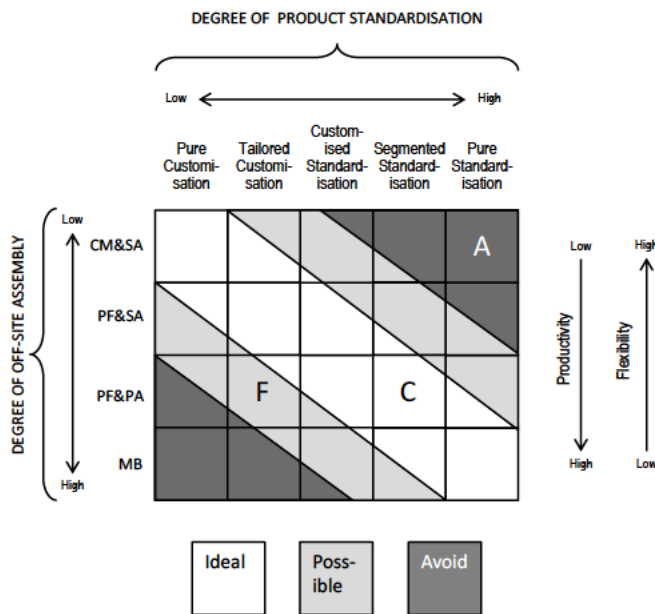 DEGREE OF PRODUCT STANDARDISATION
Low
High
Pure
Customi-
sation
Tailored
Customi-
sation
Custom-
ised
Standard-
isation
Segmented
Standard-
isation
Pure
Standard-
isation
DEGREE OF OFF-SITE ASSEMBLY
Low
High
CM&SA
PF&SA
PF&PA
MB
A
F
C
Low
Productivity
High
High
Flexibility
Low
Ideal
Poss-
ible
Avoid